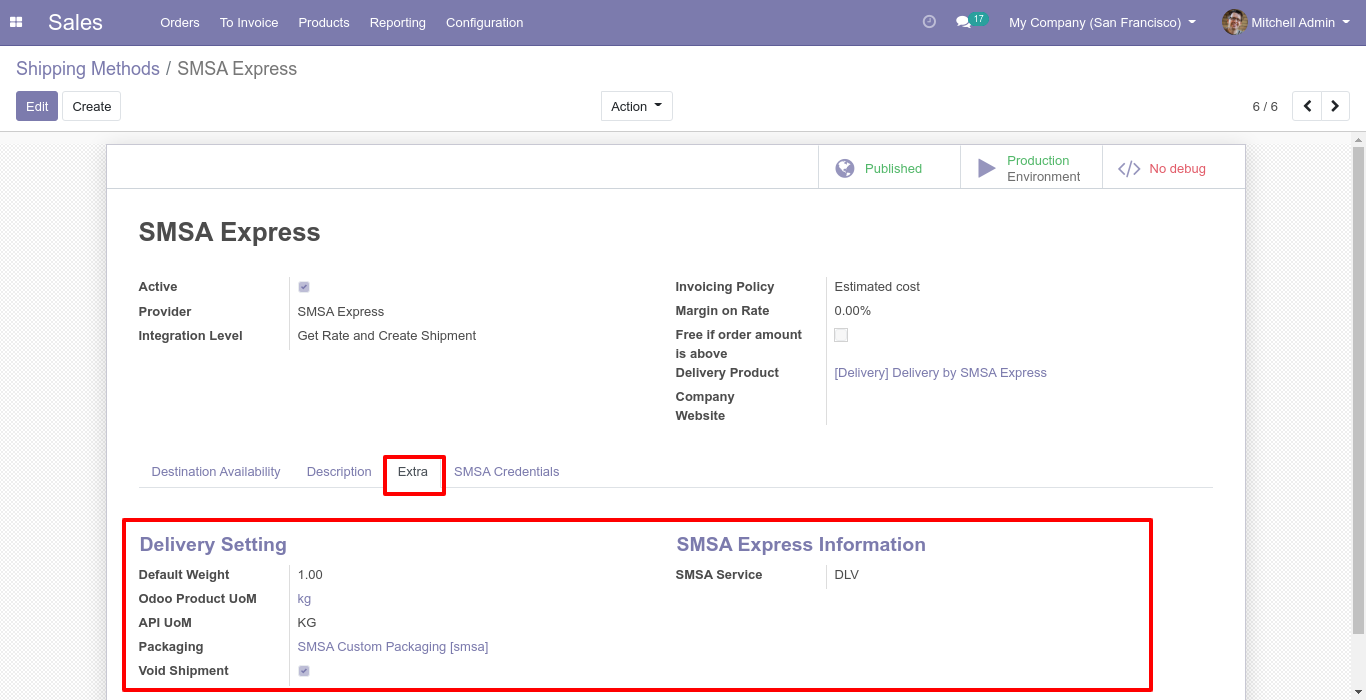 Sales Orders To Invoice Products Reporting Configuration 17 My Company (San Francisco) Mitchell Admin
Shipping Methods / SMSA Express
Edit Create Action 6 / 6
Published
Production
Environment
</> No debug
SMSA Express
Active
Provider SMSA Express
Integration Level Get Rate and Create Shipment
Invoicing Policy Estimated cost
Margin on Rate 0.00%
Free if order amount
is above
Delivery Product [Delivery] Delivery by SMSA Express
Company
Website
Destination Availability Description Extra SMSA Credentials
Delivery Setting
Default Weight 1.00
Odoo Product UoM kg
API UoM KG
Packaging SMSA Custom Packaging [smsa]
Void Shipment
SMSA Express Information
SMSA Service DLV